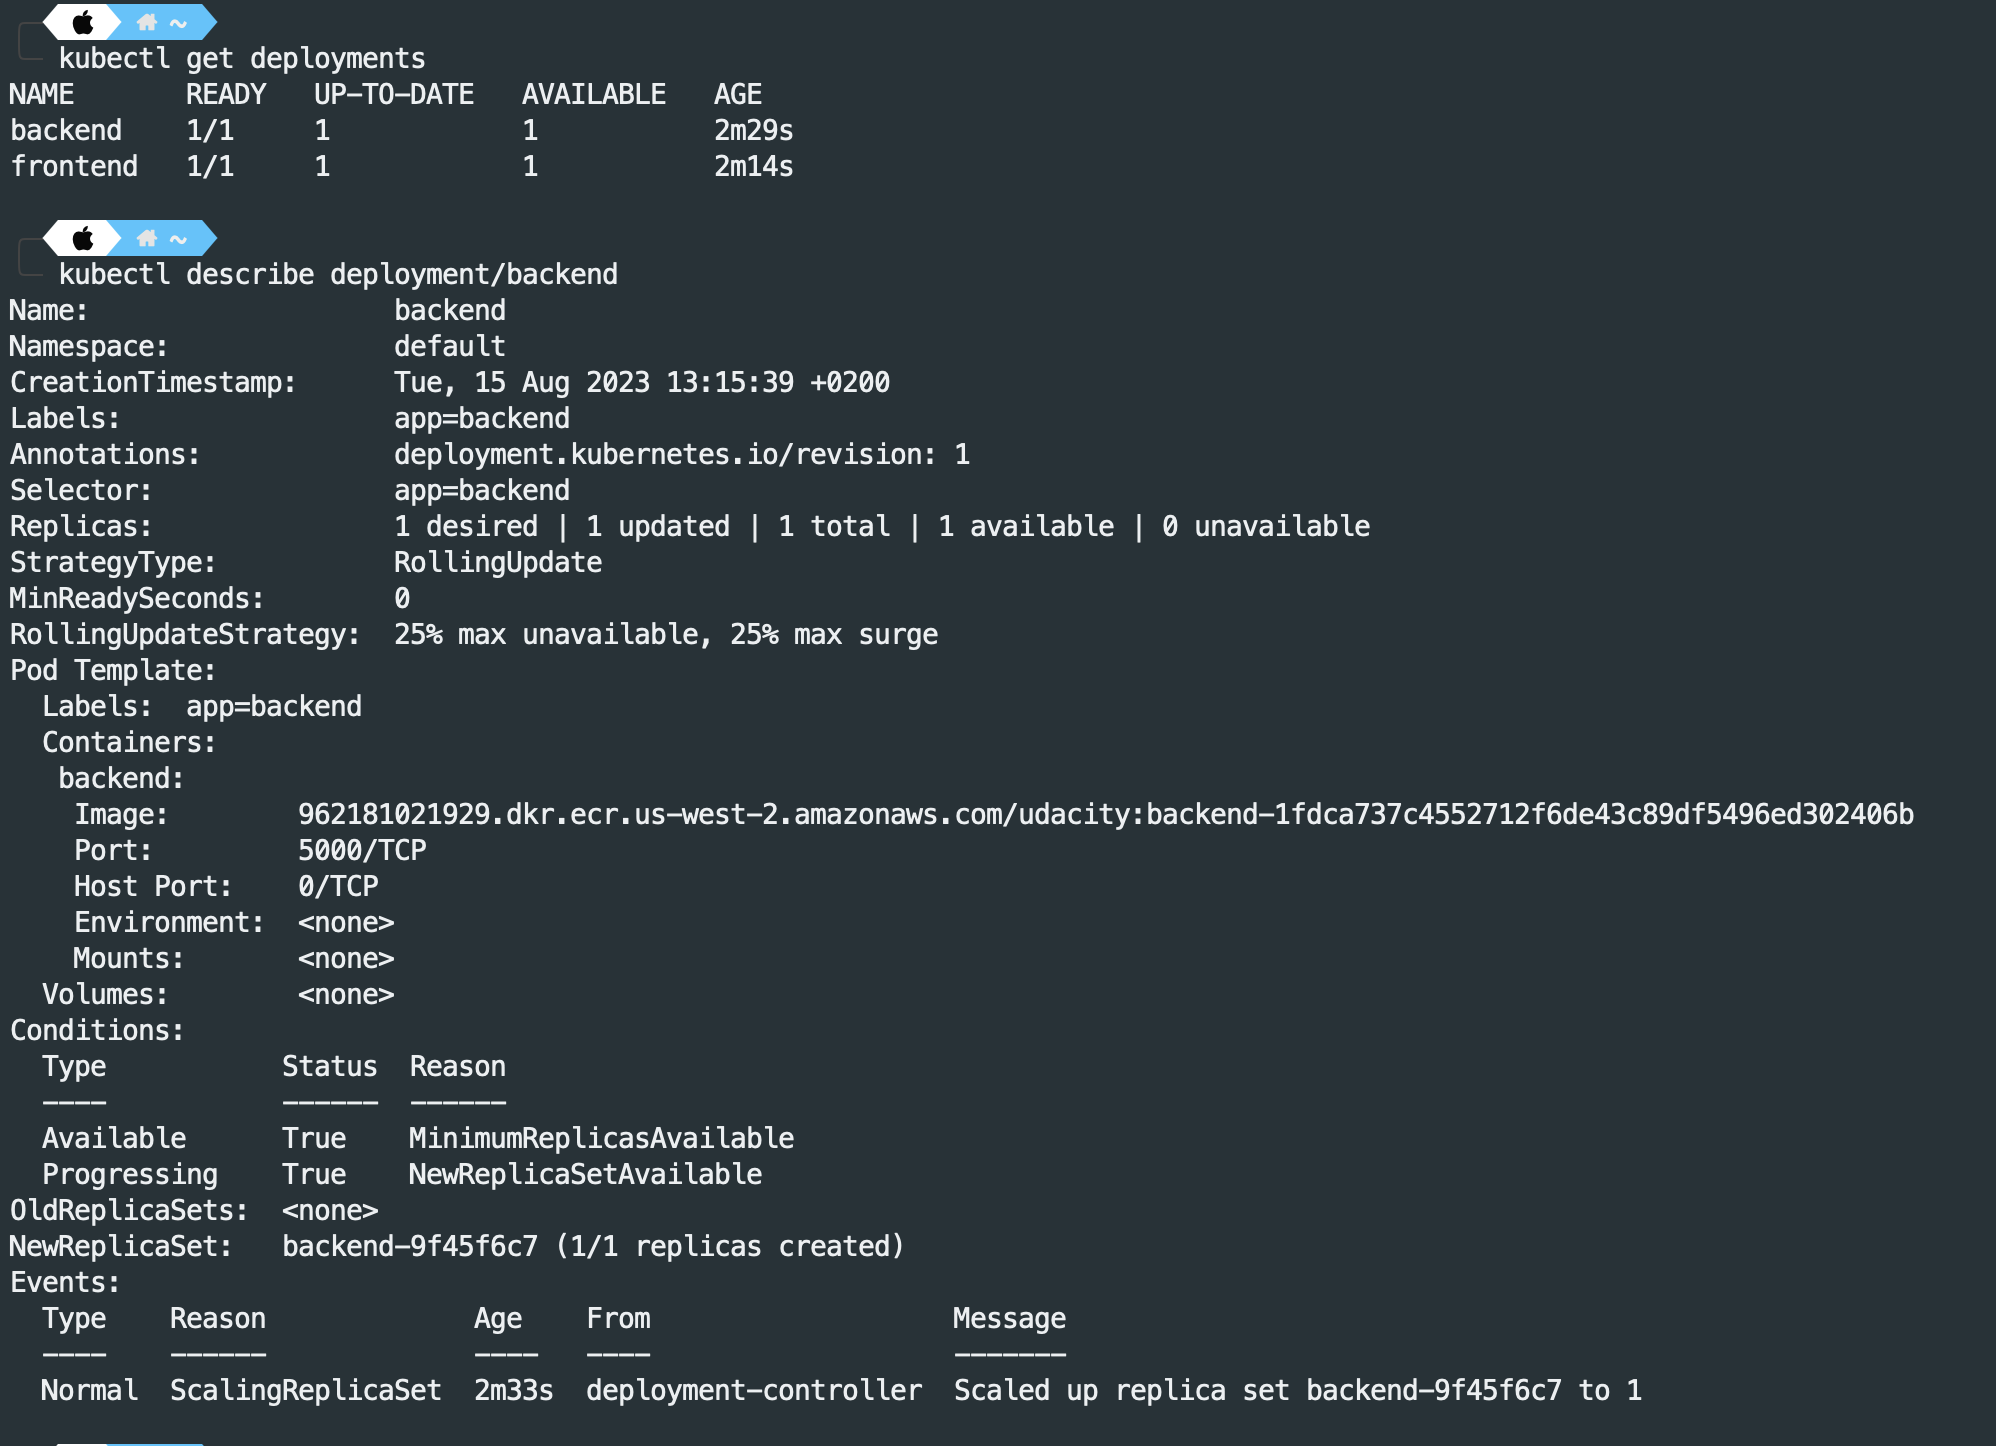 ~
kubectl get deployments
NAME       READY   UP-TO-DATE   AVAILABLE   AGE
backend    1/1     1            1           2m29s
frontend   1/1     1            1           2m14s
~
kubectl describe deployment/backend
Name:                   backend
Namespace:              default
CreationTimestamp:      Tue, 15 Aug 2023 13:15:39 +0200
Labels:                 app=backend
Annotations:            deployment.kubernetes.io/revision: 1
Selector:               app=backend
Replicas:               1 desired | 1 updated | 1 total | 1 available | 0 unavailable
StrategyType:           RollingUpdate
MinReadySeconds:        0
RollingUpdateStrategy:  25% max unavailable, 25% max surge
Pod Template:
  Labels:  app=backend
  Containers:
   backend:
    Image:        962181021929.dkr.ecr.us-west-2.amazonaws.com/udacity:backend-1fdca737c4552712f6de43c89df5496ed302406b
    Port:         5000/TCP
    Host Port:    0/TCP
    Environment:  <none>
    Mounts:       <none>
  Volumes:        <none>
Conditions:
  Type           Status  Reason
  ----           ------  ------
  Available      True    MinimumReplicasAvailable
  Progressing    True    NewReplicaSetAvailable
OldReplicaSets:  <none>
NewReplicaSet:   backend-9f45f6c7 (1/1 replicas created)
Events:
  Type    Reason             Age    From                   Message
  ----    ------             ----   ----                   -------
  Normal  ScalingReplicaSet  2m33s  deployment-controller  Scaled up replica set backend-9f45f6c7 to 1